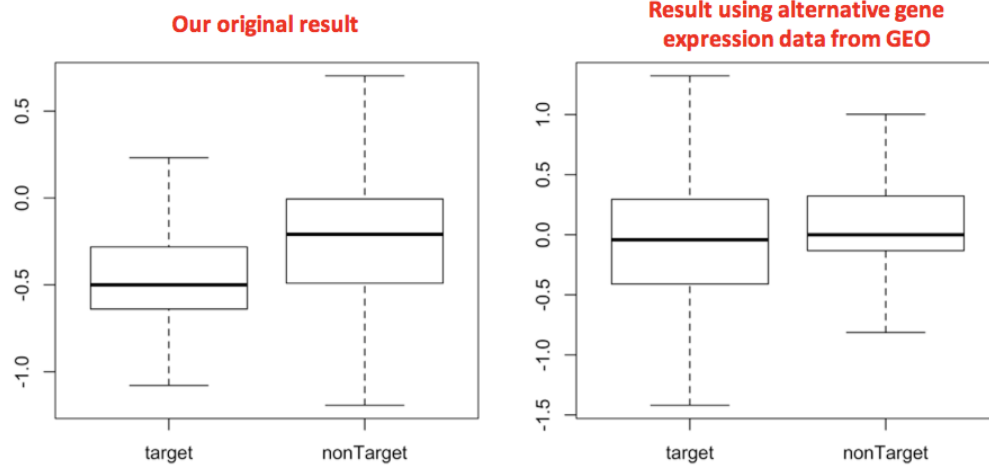 Our original result
Result using alternative gene
expression data from GEO
0.5
0.0
-0.5
-1.0
target
nonTarget
1.0
0.5
0.0
-0.5
-1.0
-1.5
target
nonTarget